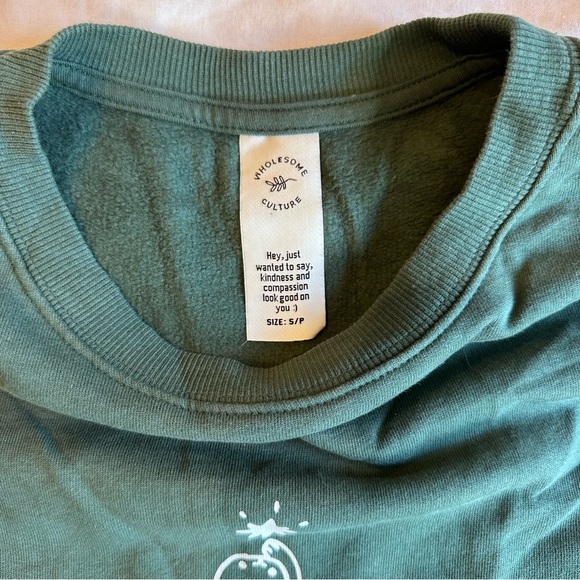 WHOLESOME
CULTURE
Hey, just
wanted to say,
kindness and
compassion
look good on
you :)
SIZE: S/P